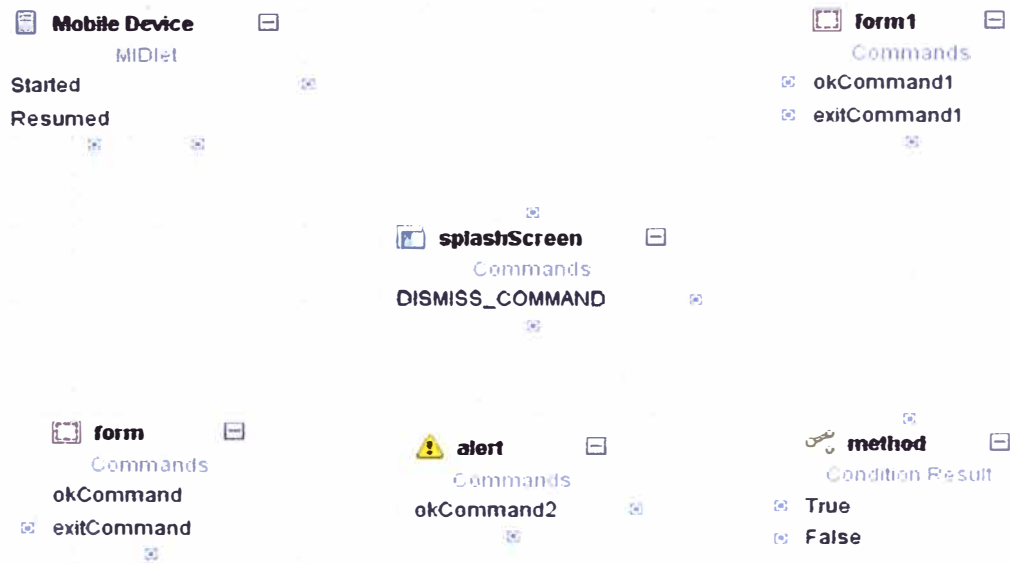 Mobile Device
MIDlet
Started
Resumed
form1
Commands
okCommand1
exitCommand1
splashScreen
Commands
DISMISS_COMMAND
form
Commands
okCommand
exitCommand
alert
Commands
okCommand2
method
Condition Result
True
False